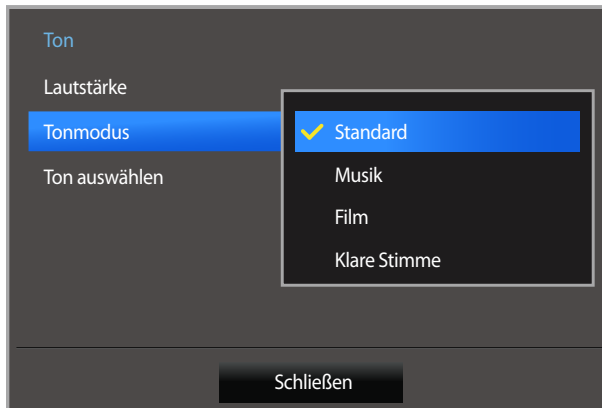 Ton
Lautstärke
Tonmodus
Ton auswählen
Standard
Musik
Film
Klare Stimme
Schließen